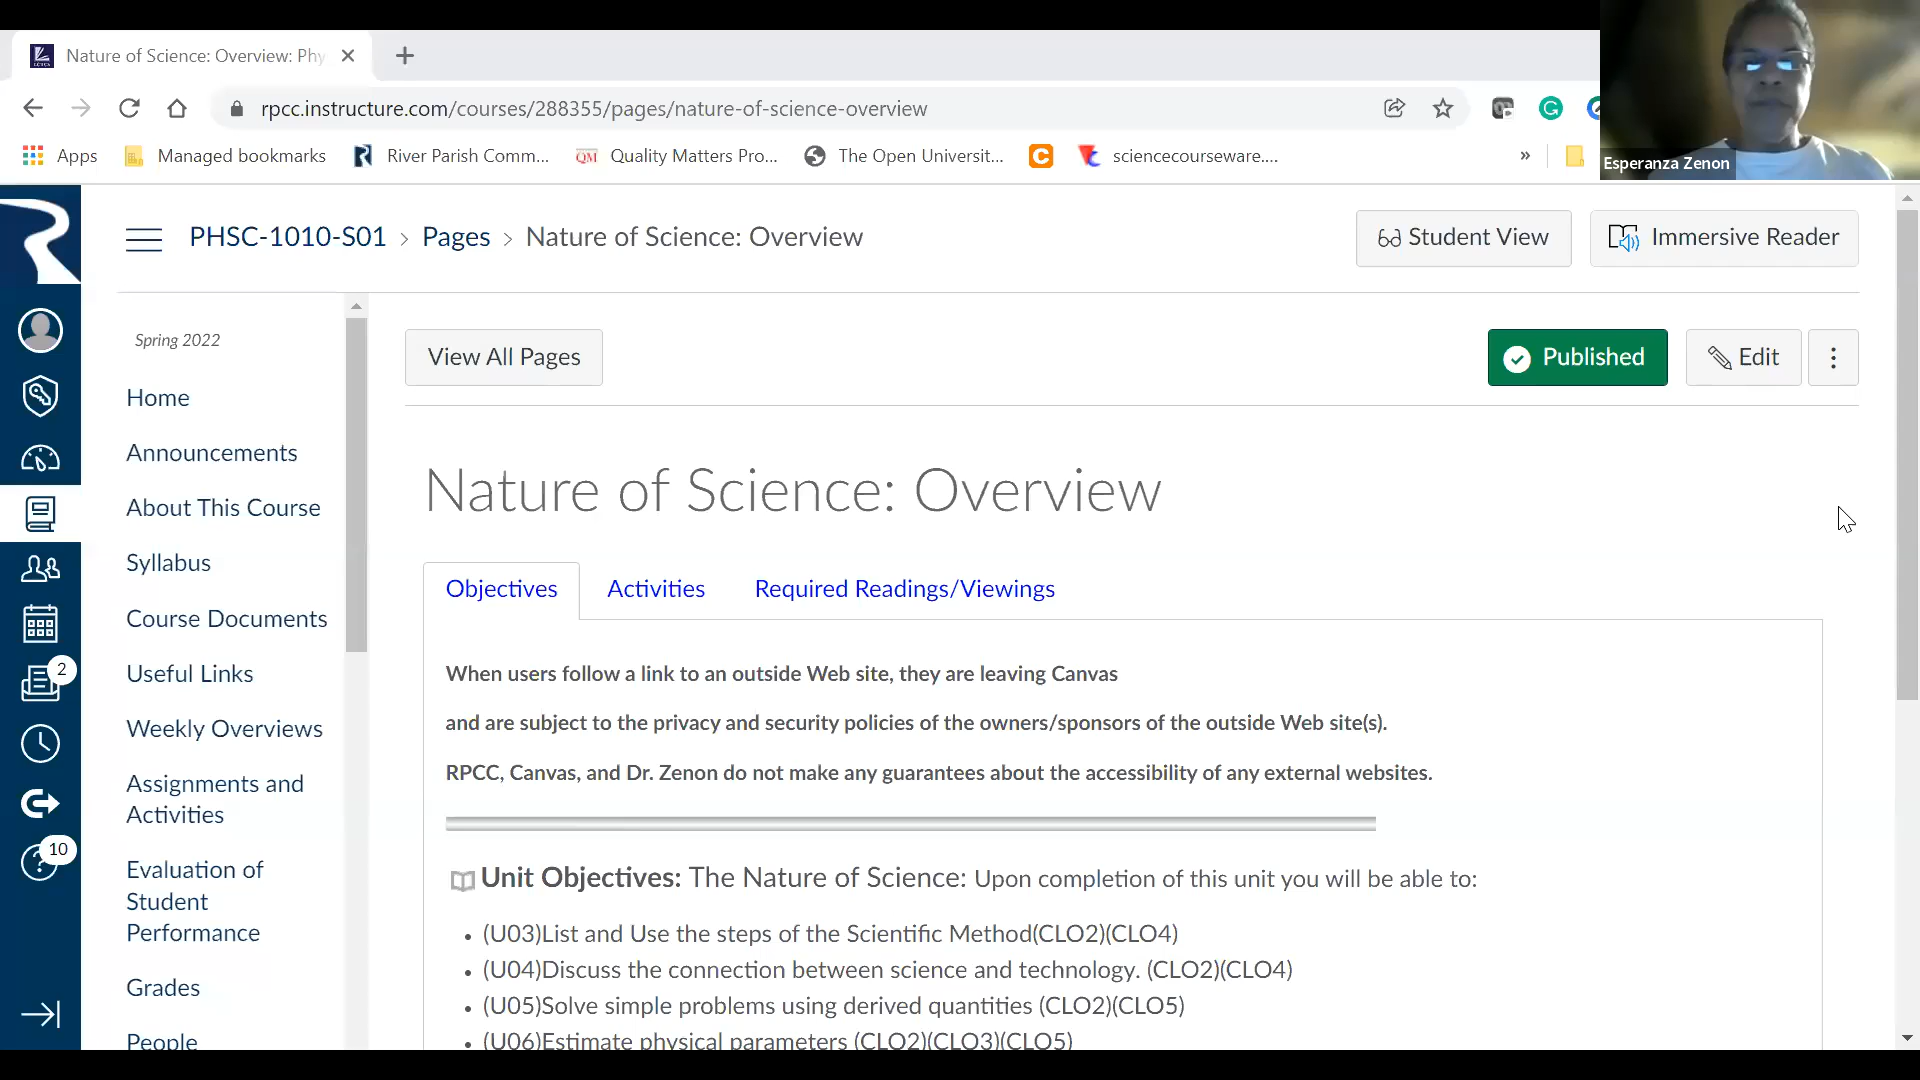 Nature of Science: Overview: Phy
rpcc.instructure.com/courses/288355/pages/nature-of-science-overview
Apps
Managed bookmarks
River Parish Comm...
QM
Quality Matters Pro...
The Open Universit...
C
sciencecourseware....
»
Esperanza Zenon
PHSC-1010-S01 › Pages › Nature of Science: Overview
Student View
Immersive Reader
Spring 2022
Home
Announcements
About This Course
Syllabus
Course Documents
Useful Links
Weekly Overviews
Assignments and
Activities
Evaluation of
Student
Performance
Grades
People
2
10
View All Pages
Published
Edit
Nature of Science: Overview
Objectives
Activities
Required Readings/Viewings
When users follow a link to an outside Web site, they are leaving Canvas
and are subject to the privacy and security policies of the owners/sponsors of the outside Web site(s).
RPCC, Canvas, and Dr. Zenon do not make any guarantees about the accessibility of any external websites.
Unit Objectives: The Nature of Science: Upon completion of this unit you will be able to:
• (U03)List and Use the steps of the Scientific Method(CLO2)(CLO4)
• (U04)Discuss the connection between science and technology. (CLO2)(CLO4)
• (U05)Solve simple problems using derived quantities (CLO2)(CLO5)
• (U06)Estimate physical parameters (CLO2)(CLO3)(CLO5)